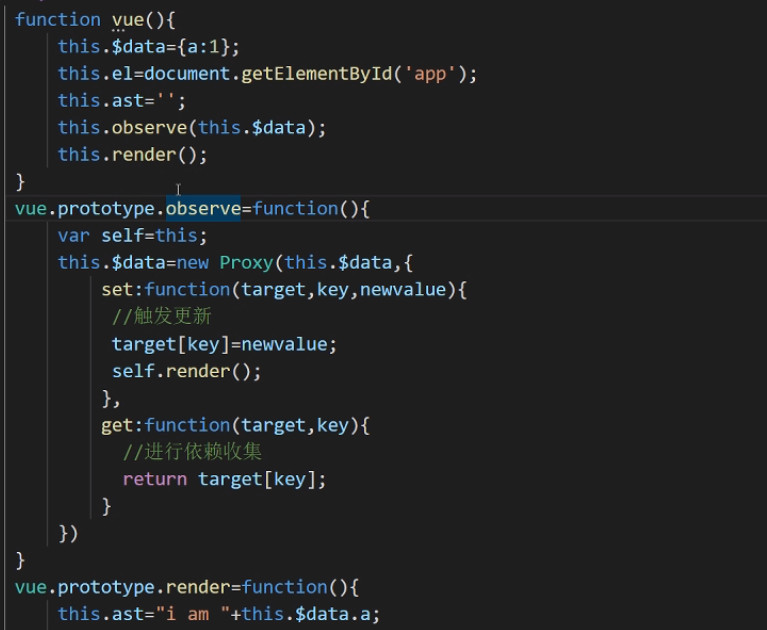 function vue(){
    this.$data={a:1};
    this.el=document.getElementById('app');
    this.ast='';
    this.observe(this.$data);
    this.render();
}
vue.prototype.observe=function(){
    var self=this;
    this.$data=new Proxy(this.$data,{
        set:function(target,key,newvalue){
         //触发更新
         target[key]=newvalue;
         self.render();
        },
        get:function(target,key){
          //进行依赖收集
          return target[key];
        }
    })
}
vue.prototype.render=function(){
    this.ast="i am "+this.$data.a;